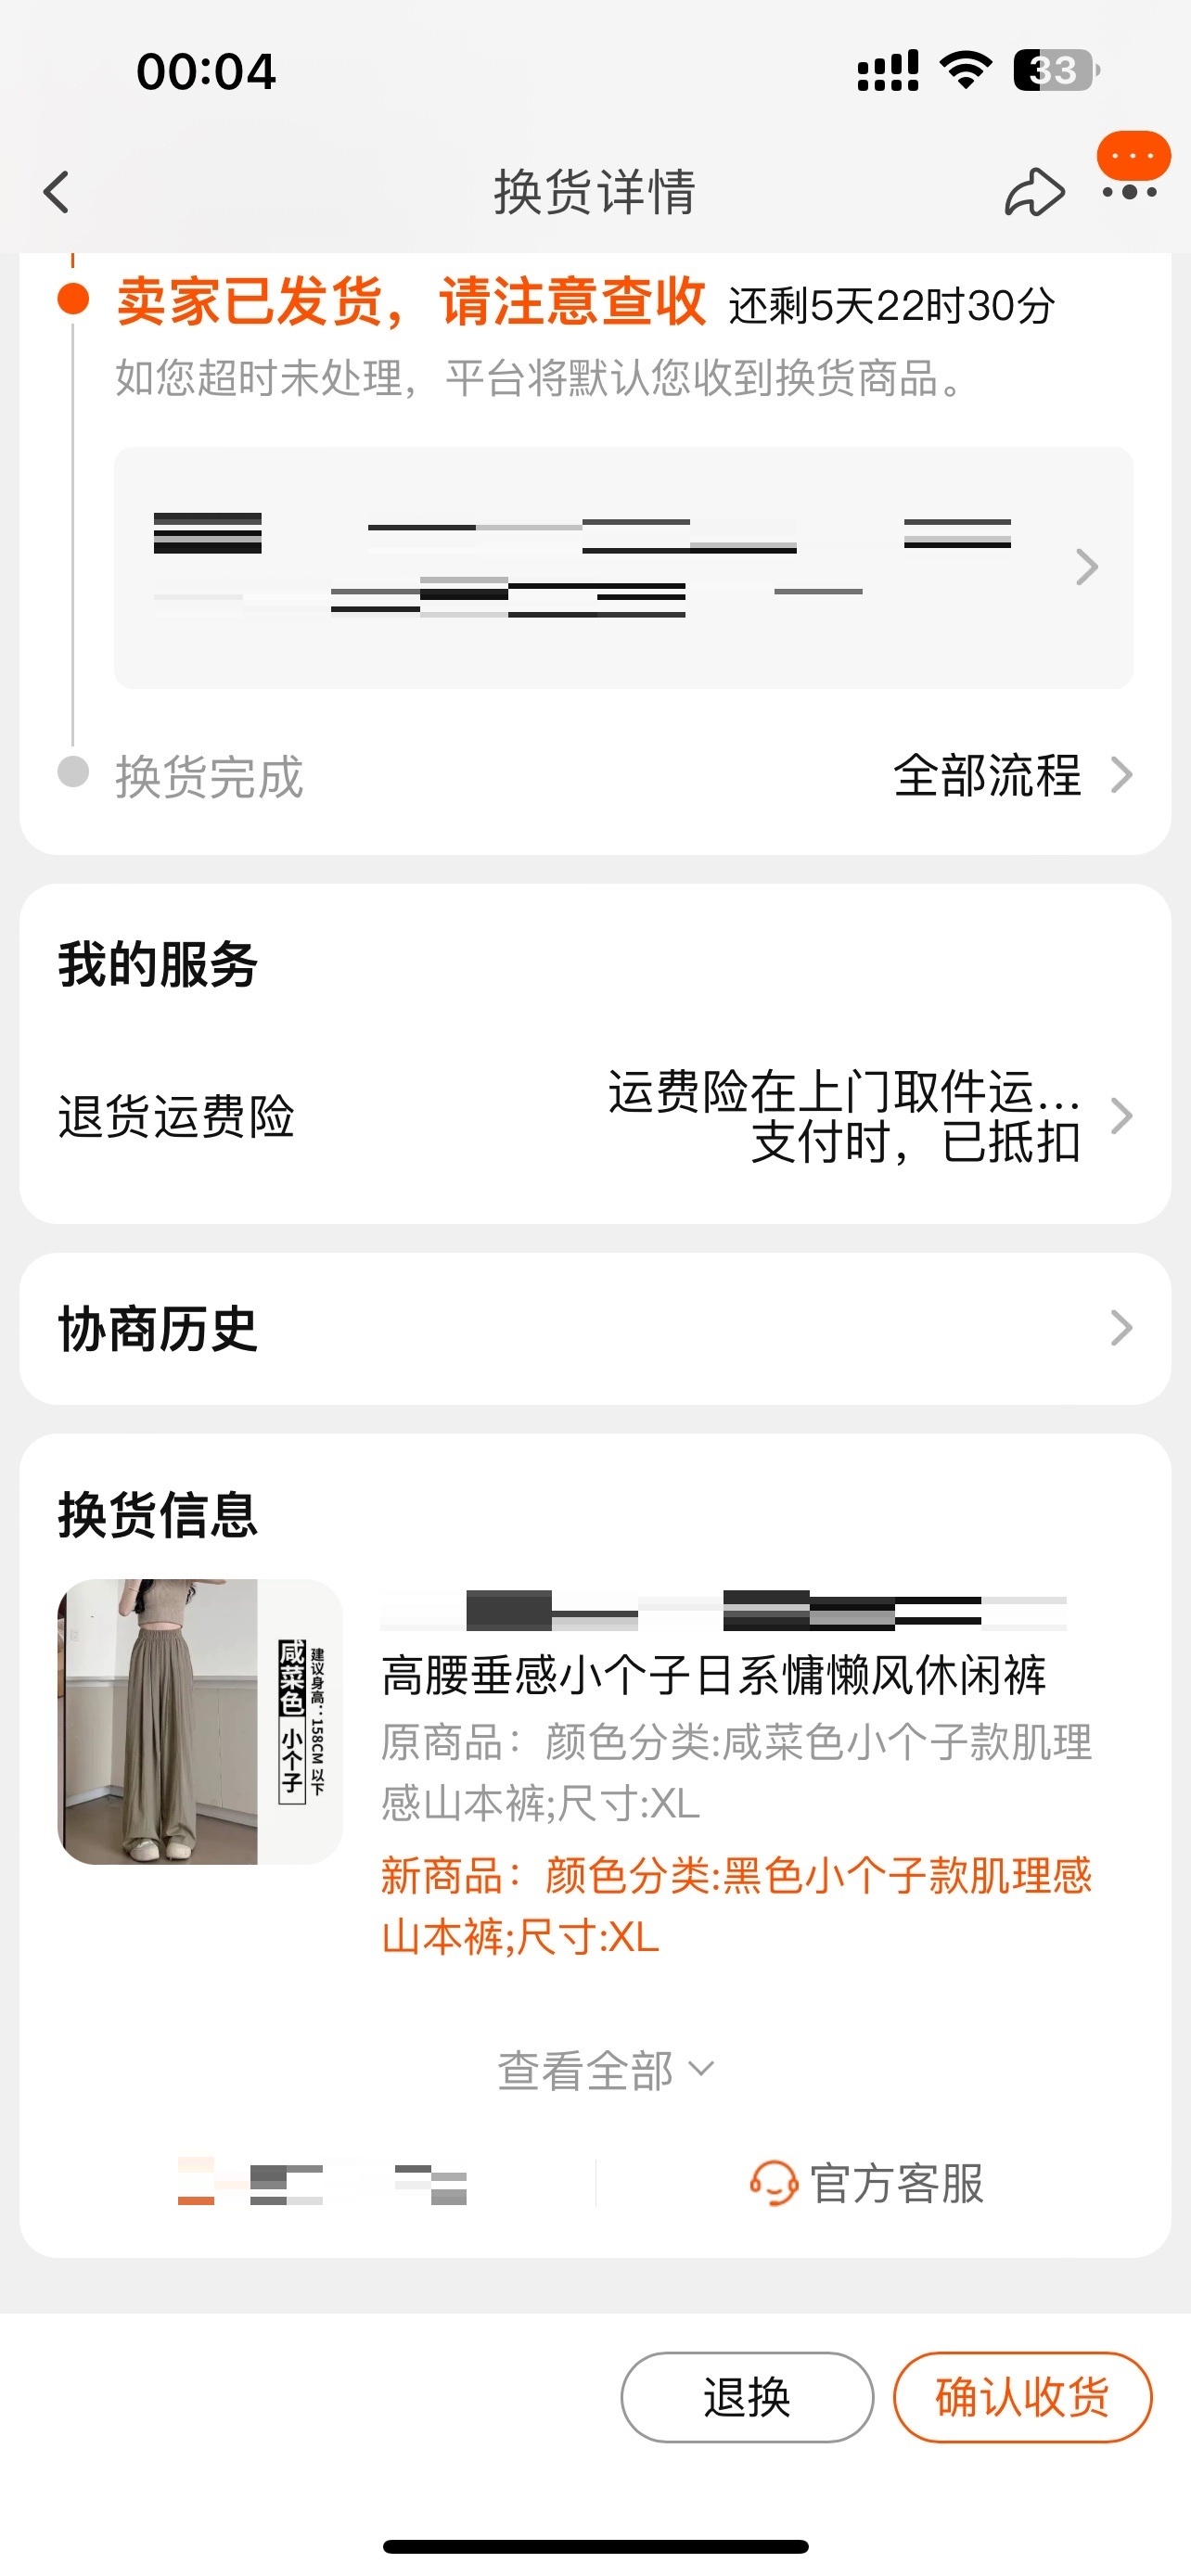 00:04
33
换货详情
卖家已发货，请注意查收 还剩5天22时30分
如您超时未处理，平台将默认您收到换货商品。
换货完成
全部流程
我的服务
退货运费险
运费险在上门取件运...
支付时，已抵扣
协商历史
换货信息
建议身高：158CM以下
咸菜色 小个子
高腰垂感小个子日系慵懒风休闲裤
原商品：颜色分类:咸菜色小个子款肌理
感山本裤;尺寸:XL
新商品：颜色分类:黑色小个子款肌理感
山本裤;尺寸:XL
查看全部
官方客服
退换
确认收货